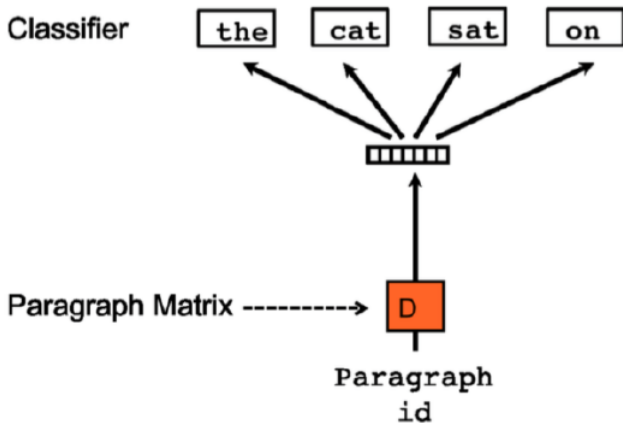 Classifier the cat sat on
Paragraph Matrix D
Paragraph
id